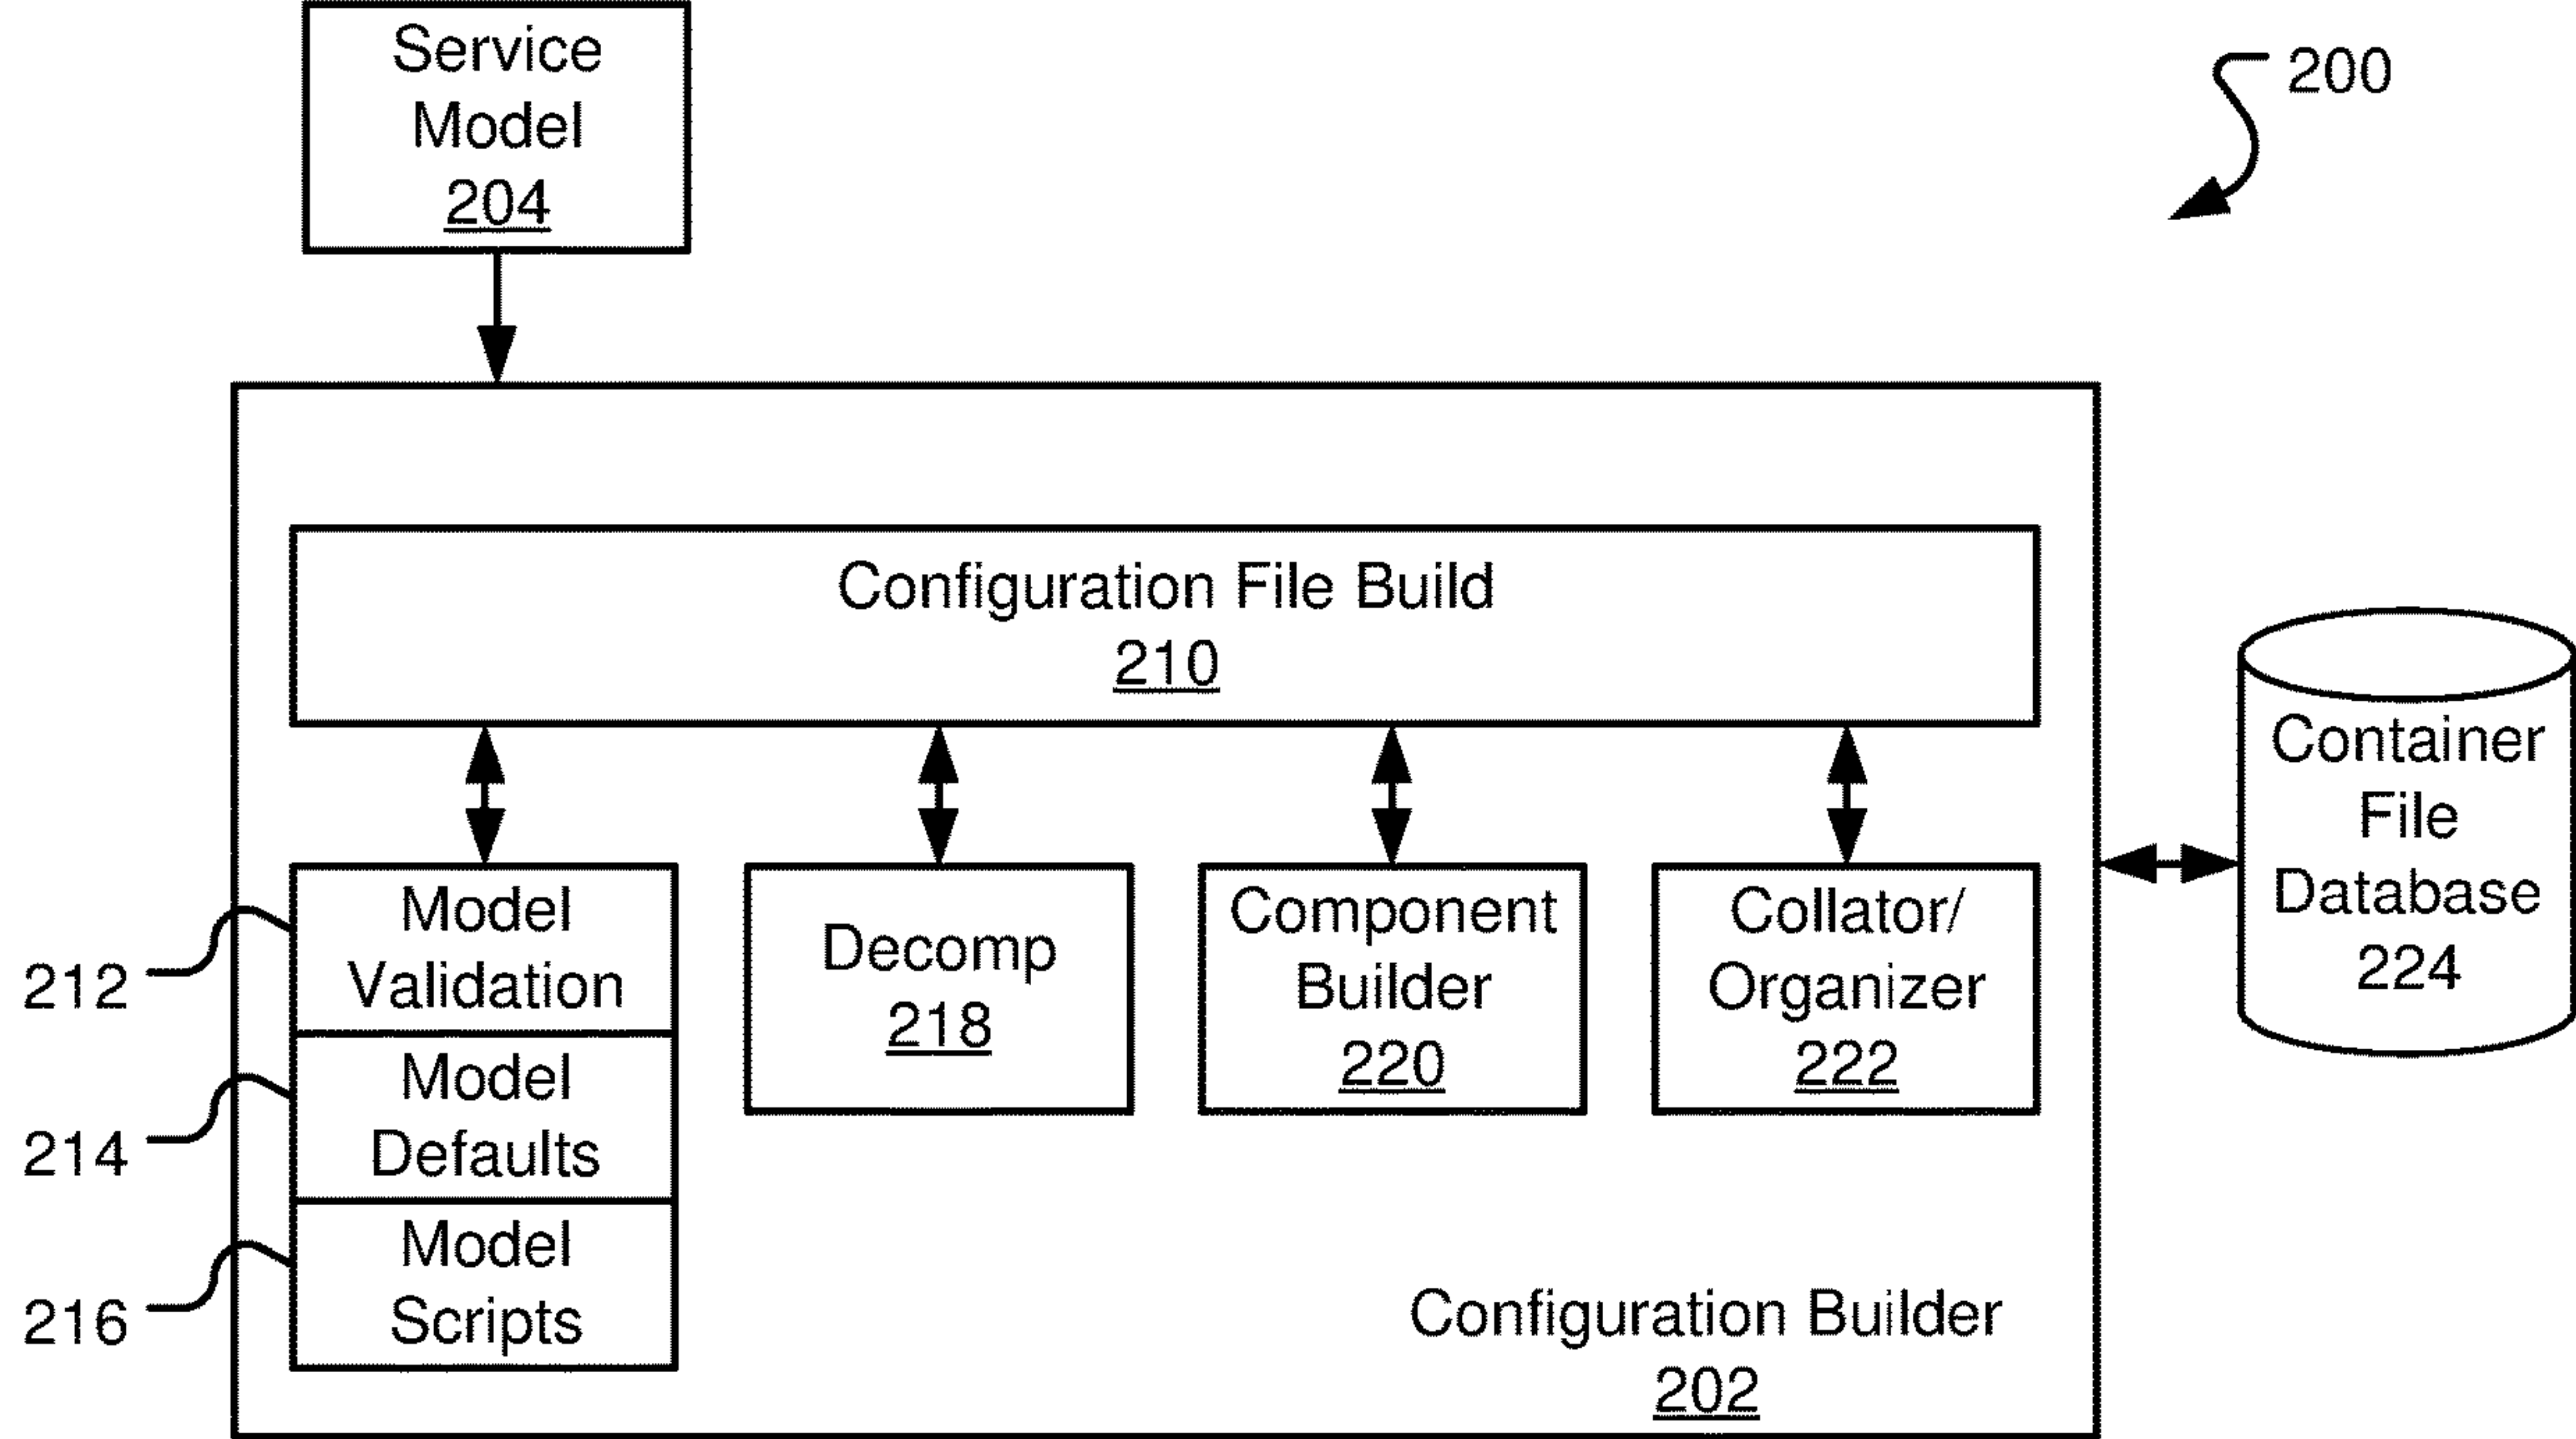 Service
Model
204
200
Configuration File Build
210
Container
File
Database
224
212
Model
Validation
214
Model
Defaults
216
Model
Scripts
Decomp
218
Component
Builder
220
Collator/
Organizer
222
Configuration Builder
202